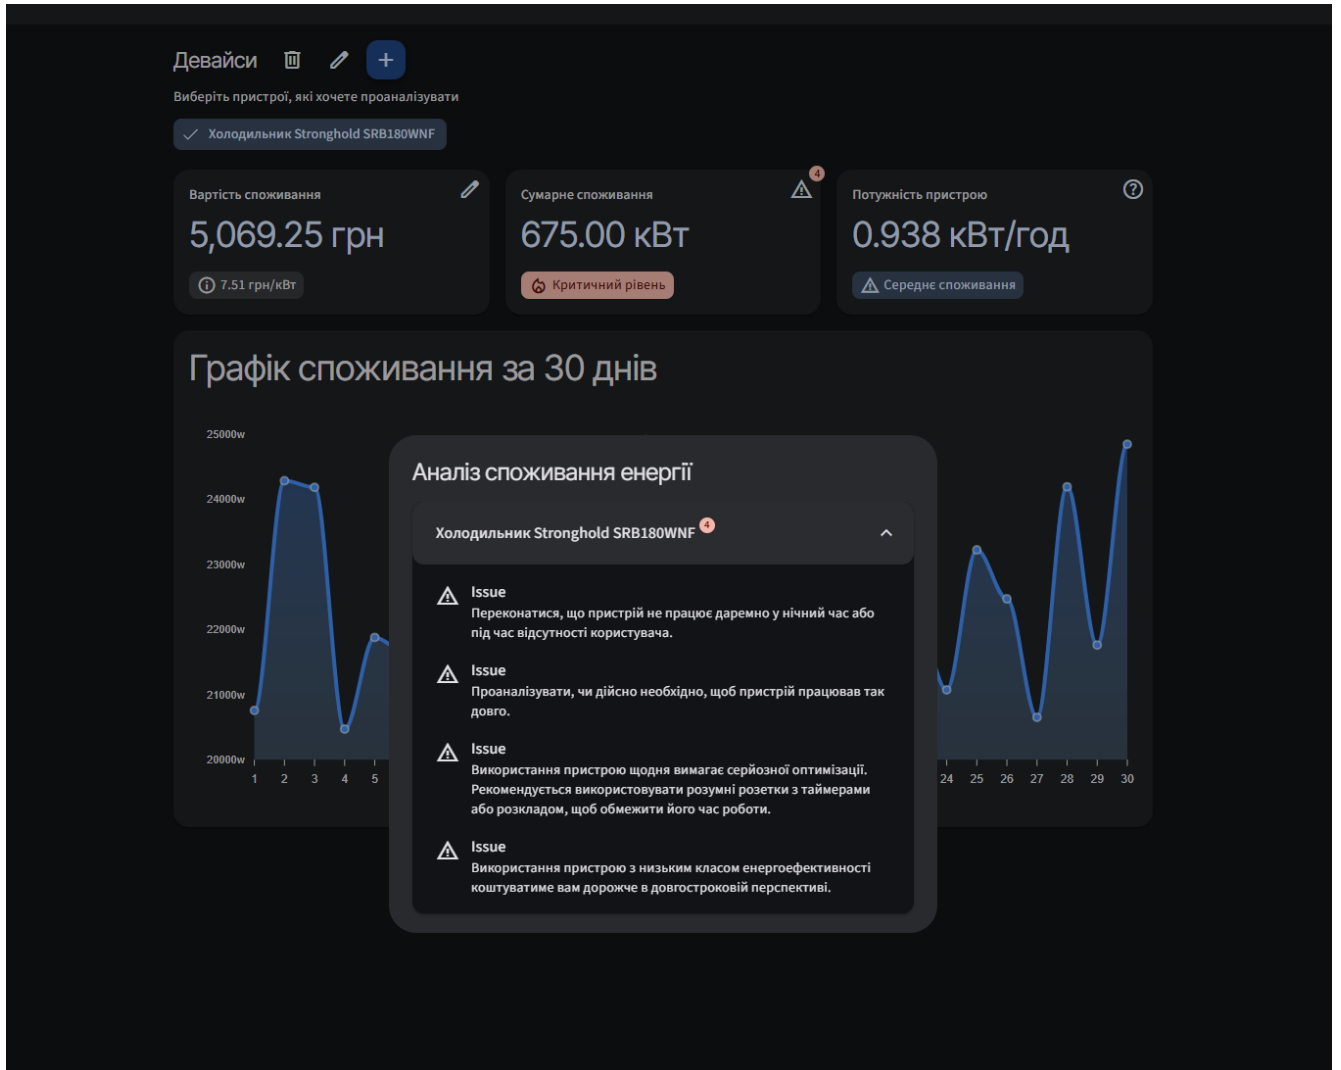 Девайси
Виберіть пристрої, які хочете проаналізувати
Холодильник Stronghold SRB180WNF
Вартість споживання
5,069.25 грн
7.51 грн/кВт
Сумарне споживання
4
675.00 кВт
Критичний рівень
Потужність пристрою
0.938 кВт/год
Середнє споживання
Графік споживання за 30 днів
25000w
24000w
23000w
22000w
21000w
20000w
1 2 3 4 5
24 25 26 27 28 29 30
Аналіз споживання енергії
Холодильник Stronghold SRB180WNF 4
Issue
Переконатися, що пристрій не працює даремно у нічний час або
під час відсутності користувача.
Issue
Проаналізувати, чи дійсно необхідно, щоб пристрій працював так
довго.
Issue
Використання пристрою щодня вимагає серйозної оптимізації.
Рекомендується використовувати розумні розетки з таймерами
або розкладом, щоб обмежити його час роботи.
Issue
Використання пристрою з низьким класом енергоефективності
коштуватиме вам дорожче в довгостроковій перспективі.